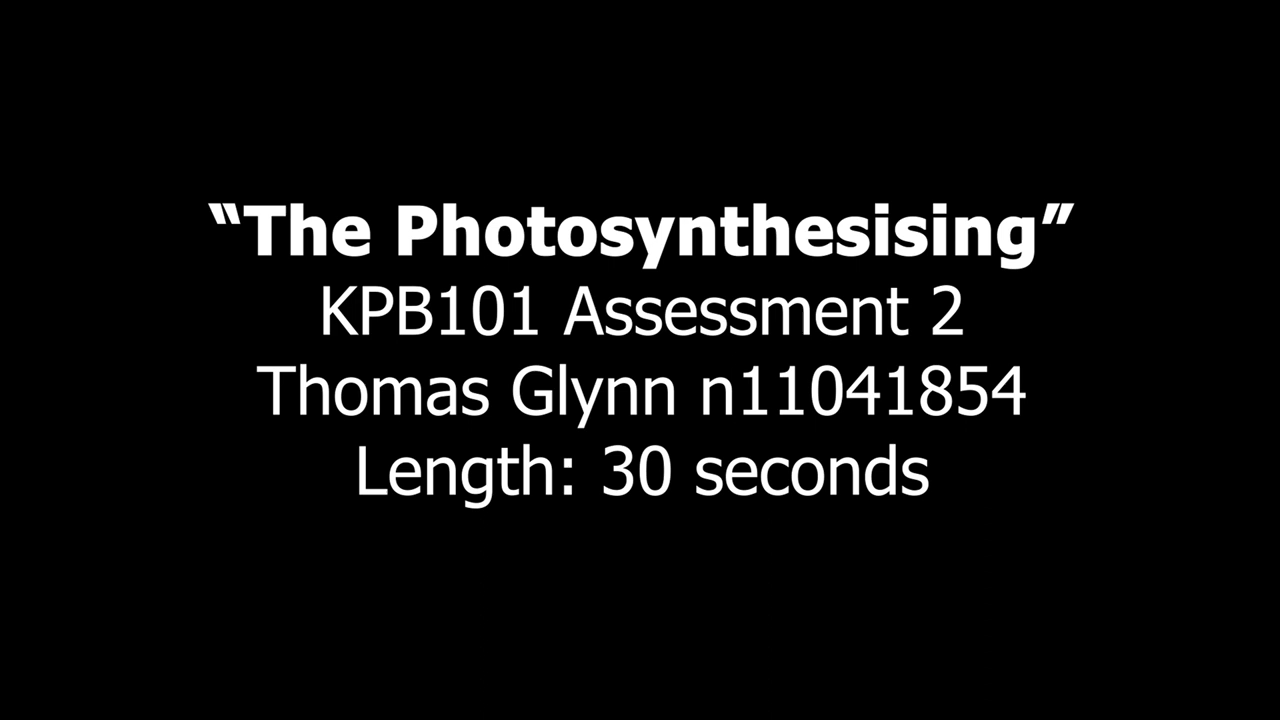 “The Photosynthesising”
KPB101 Assessment 2
Thomas Glynn n11041854
Length: 30 seconds